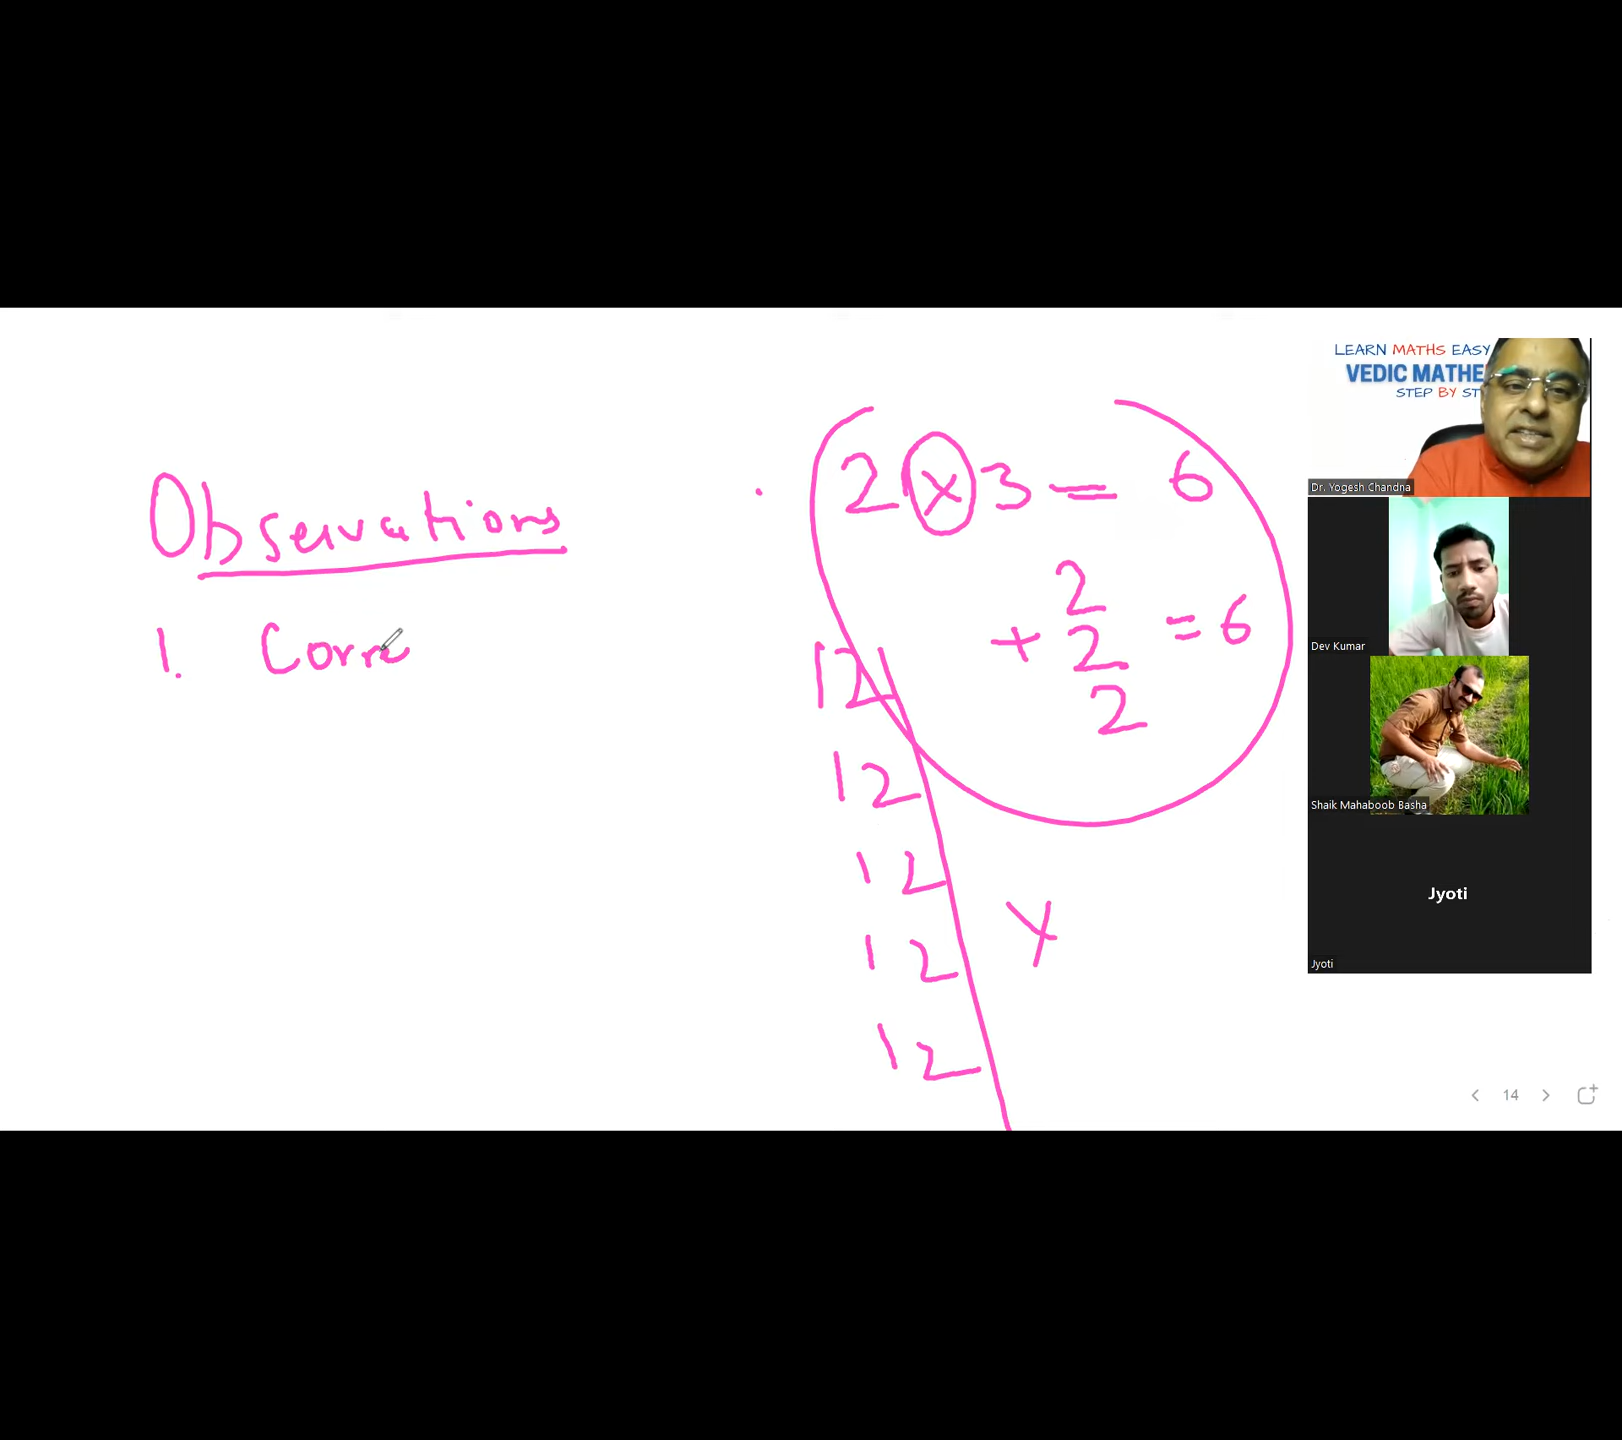 LEARN MATHS EASY
VEDIC MATHE
STEP BY ST
Dr. Yogesh Chandna
Dev Kumar
Shaik Mahaboob Basha
Jyoti
Jyoti
Observations
1. Corre
2 x 3 = 6
2
+ 2 = 6
2
12
12
12
12
12
14